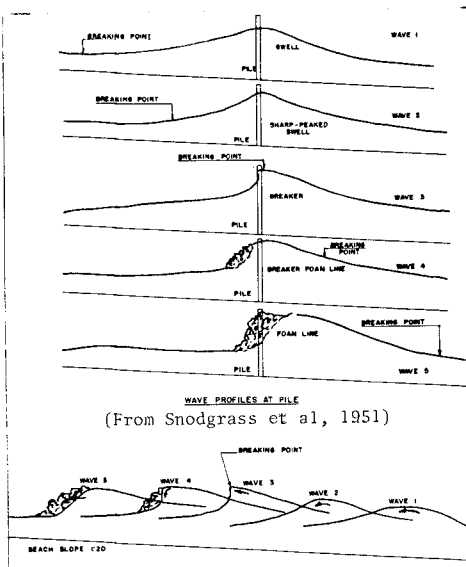 BREAKING POINT
SWELL
WAVE 1
PILE
BREAKING POINT
SHARP-PEAKED
SWELL
WAVE 2
PILE
BREAKING POINT
BREAKER
WAVE 3
PILE
BREAKING
POINT
BREAKER FOAM LINE
WAVE 4
PILE
BREAKING POINT
FOAM LINE
WAVE 5
PILE
WAVE PROFILES AT PILE
(From Snodgrass et al, 1951)
BREAKING POINT
WAVE 5 WAVE 4 WAVE 3 WAVE 2 WAVE 1
BEACH SLOPE 1:20